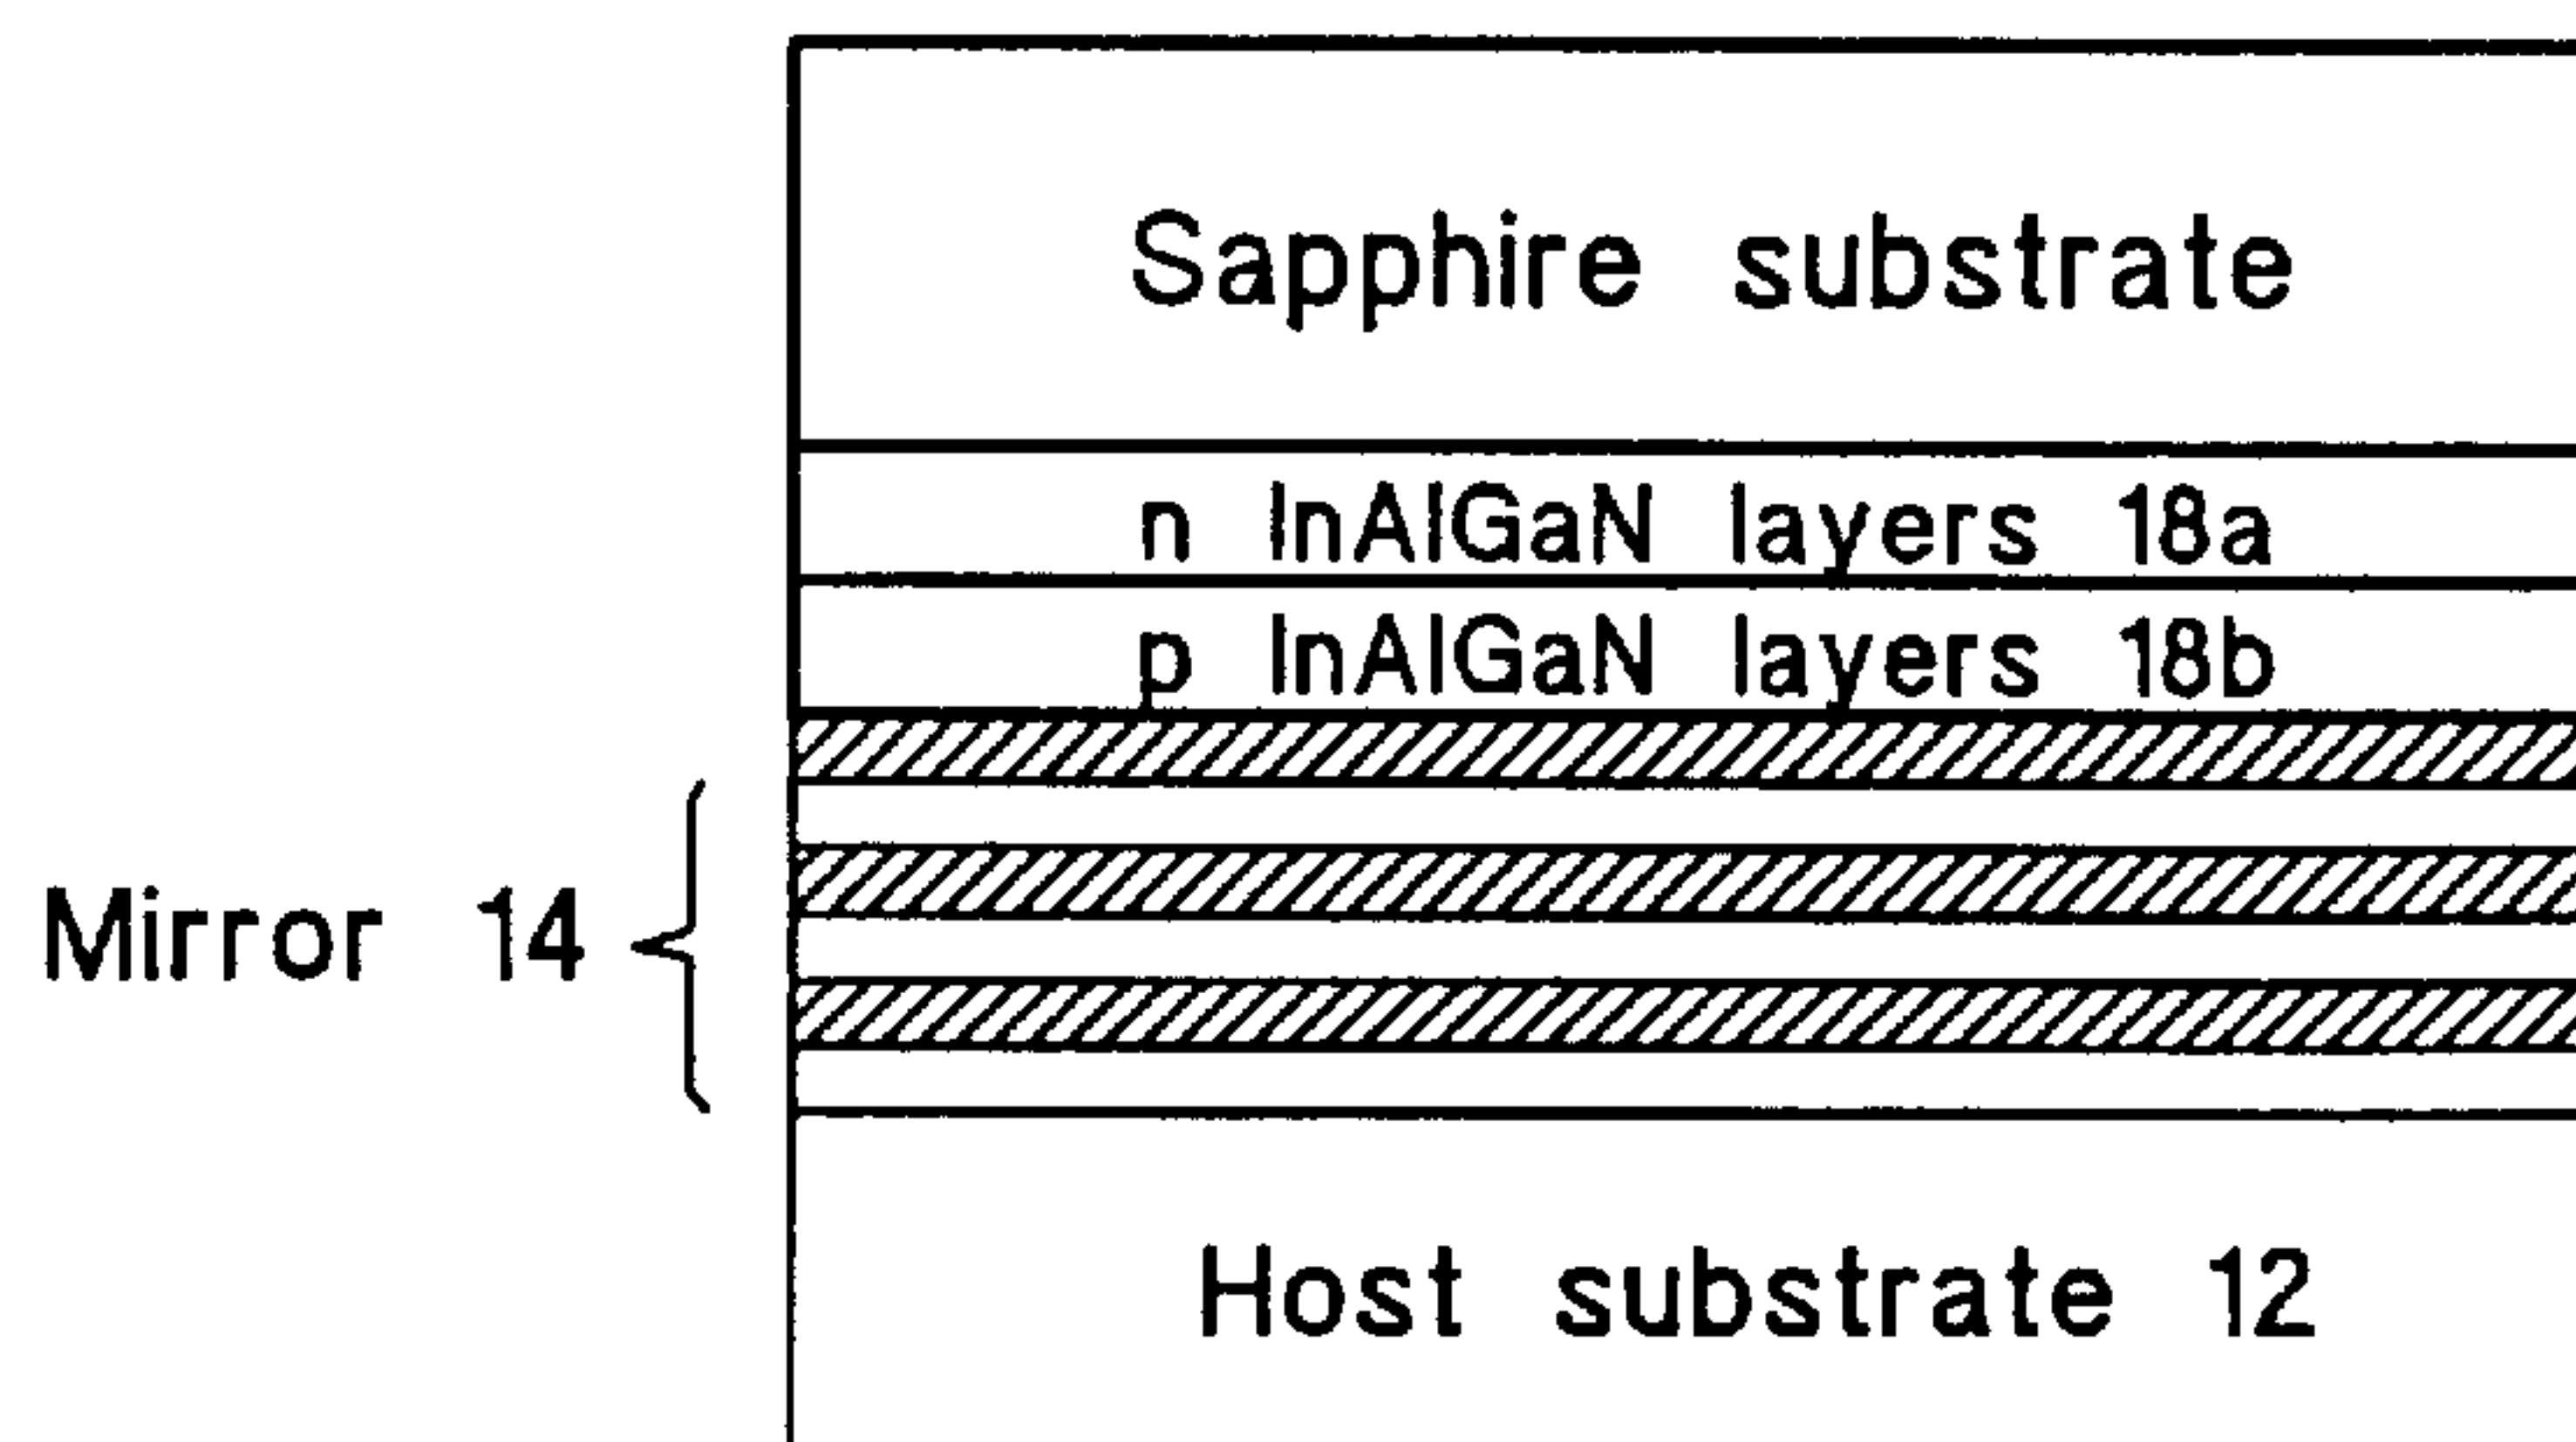 Sapphire substrate
n InAlGaN layers 18a
p InAlGaN layers 18b
Mirror 14
Host substrate 12